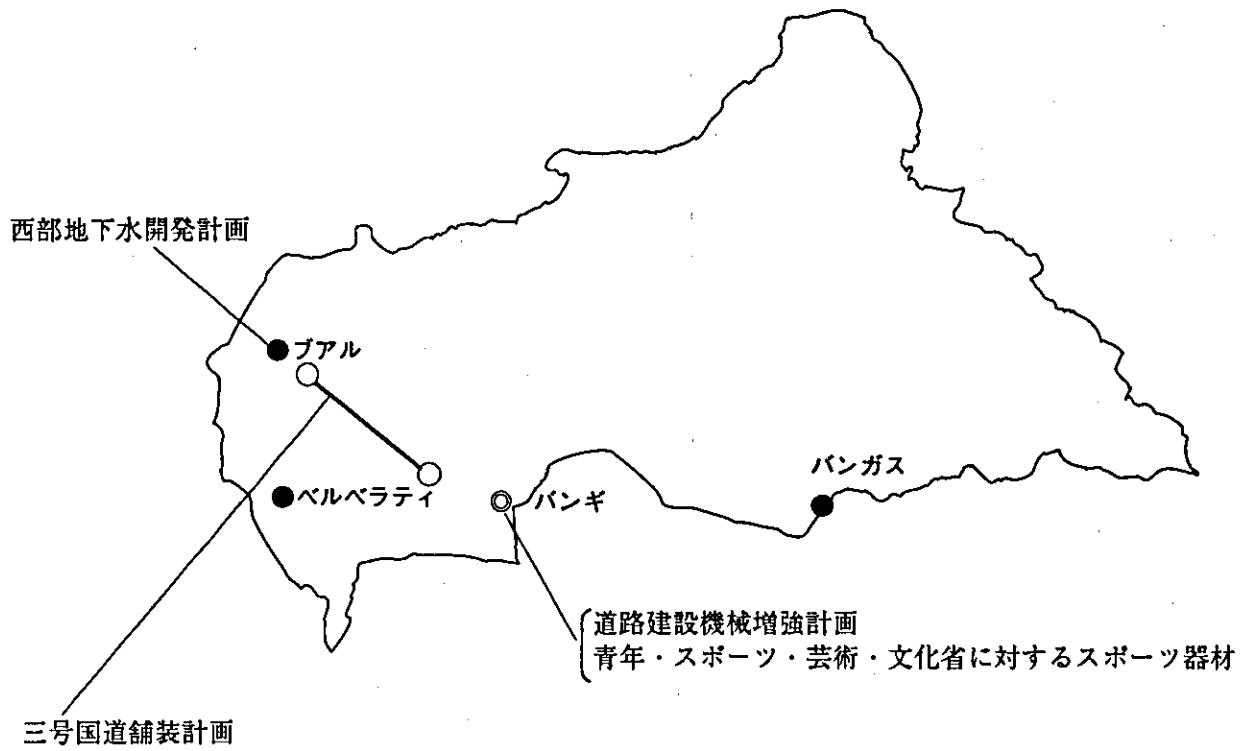 西部地下水開発計画
ブアル
バンガス
ベルベラティ
バンギ
道路建設機械増強計画
青年・スポーツ・芸術・文化省に対するスポーツ器材
三号国道舗装計画